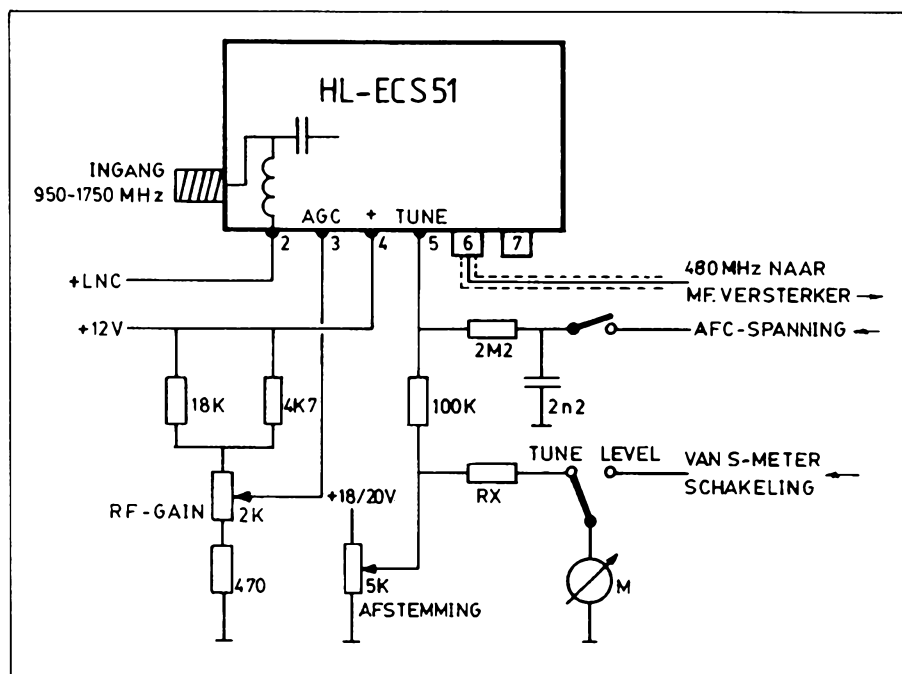 HL-ECS51
INGANG
950-1750 MHz
AGC + TUNE
2 3 4 5 6 7
+LNC
480 MHz NAAR
MF. VERSTERKER
+12V
AFC-SPANNING
2M2
2n2
18K
4K7
100K
TUNE LEVEL
VAN S-METER
SCHAKELING
RX
+18/20V
RF-GAIN
2K
470
5K
AFSTEMMING
M